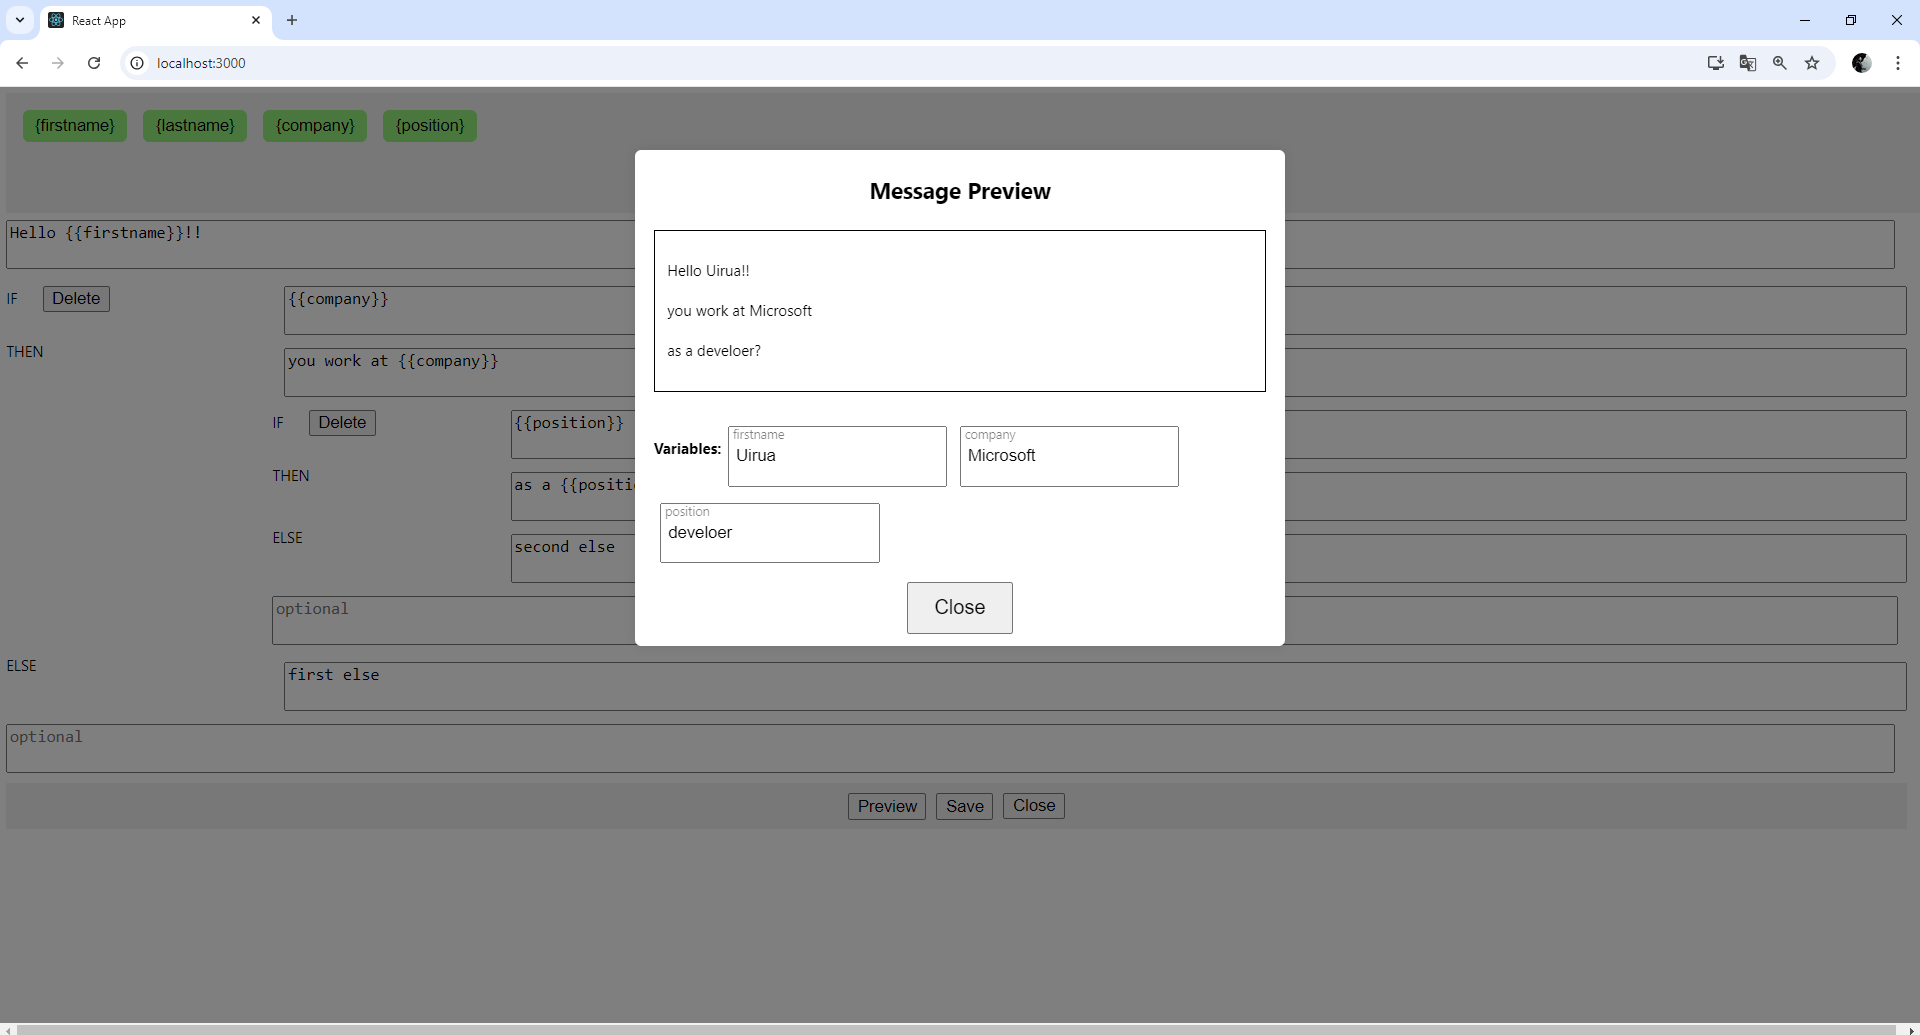 React App
localhost:3000
{firstname} {lastname} {company} {position}
Hello {{firstname}}!!
IF Delete {{company}}
THEN you work at {{company}}
IF Delete {{position}}
THEN as a {{positi
ELSE second else
optional
ELSE first else
optional
Preview Save Close
Message Preview
Hello Uirua!!
you work at Microsoft
as a develoer?
Variables:
firstname
Uirua
company
Microsoft
position
develoer
Close